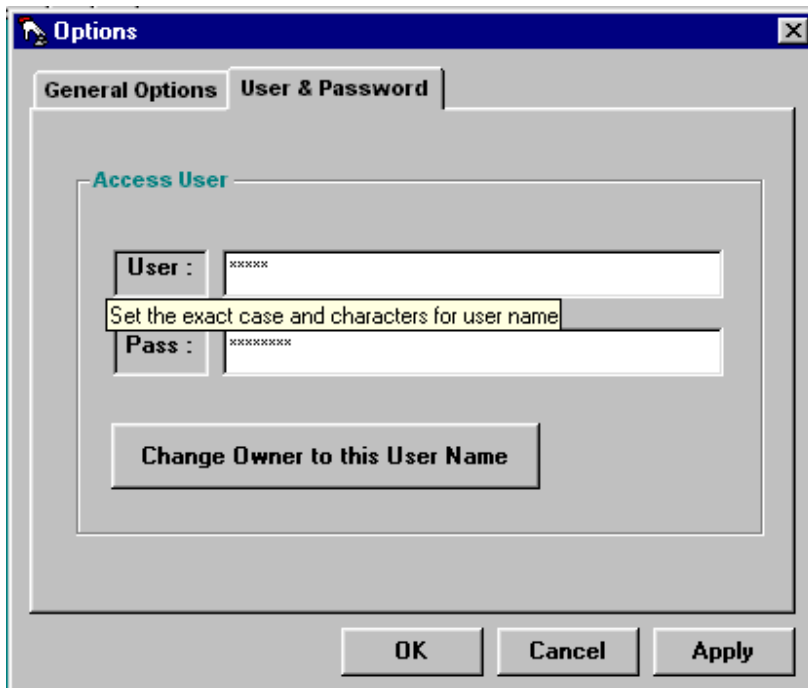 Options
General Options User & Password
Access User
User : *****
Set the exact case and characters for user name
Pass : ********
Change Owner to this User Name
OK Cancel Apply